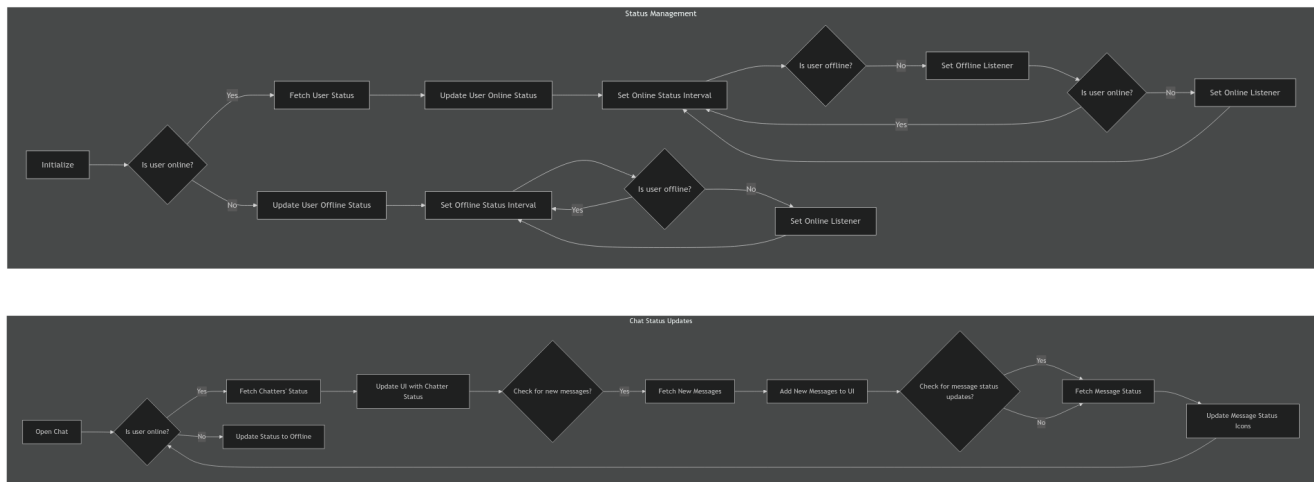 Status Management
Is user offline?
No
Set Offline Listener
Yes
Fetch User Status
Update User Online Status
Set Online Status Interval
Is user online?
No
Set Online Listener
Yes
Initialize
Is user online?
Is user offline?
No
No
Update User Offline Status
Set Offline Status Interval
Yes
Set Online Listener
Chat Status Updates
Yes
Fetch Chatters' Status
Update UI with Chatter
Status
Check for new messages?
Yes
Fetch New Messages
Add New Messages to UI
Check for message status
updates?
Yes
Fetch Message Status
No
Update Message Status
Icons
Open Chat
Is user online?
No
Update Status to Offline